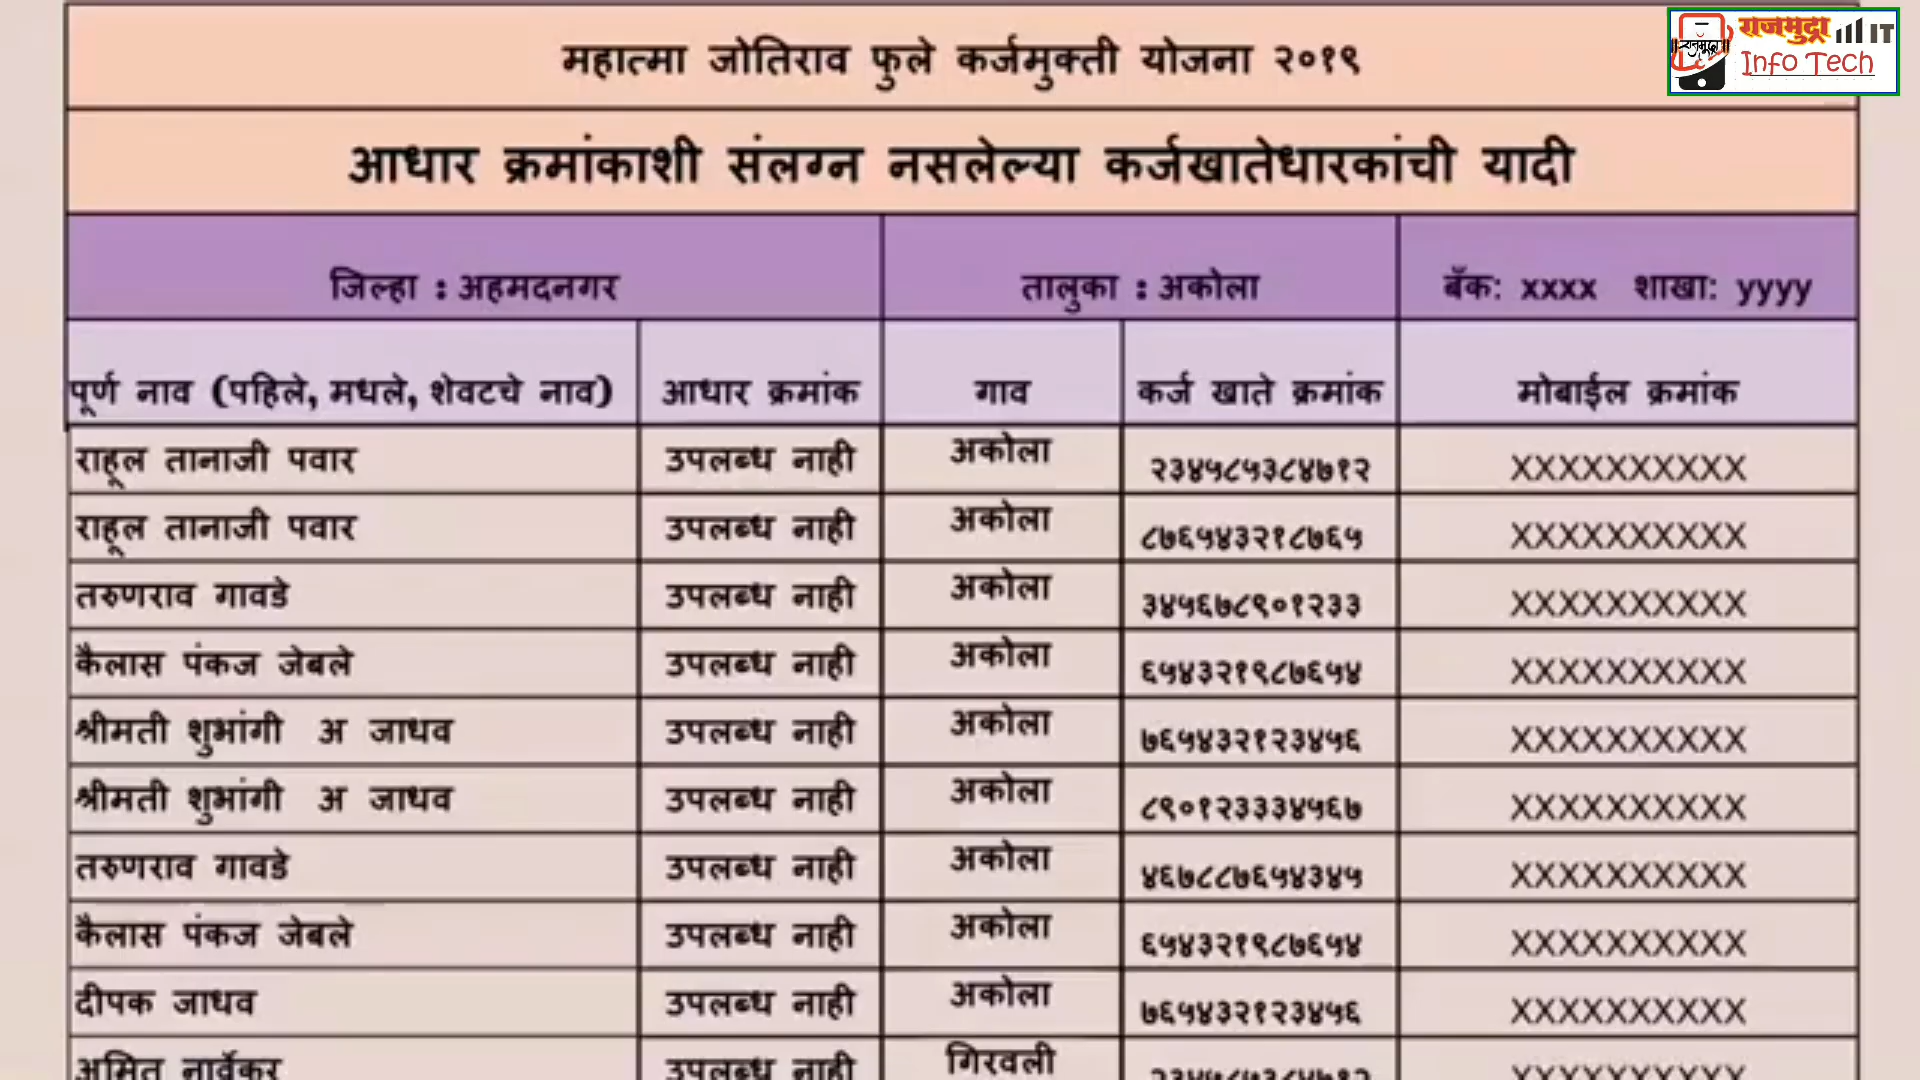 महात्मा जोतिराव फुले कर्जमुक्ती योजना २०१९
राजमुद्रा IT
Info Tech
आधार क्रमांकाशी संलग्न नसलेल्या कर्जखातेधारकांची यादी
जिल्हा : अहमदनगर तालुका : अकोला बँक: xxxx शाखा: yyyy
पूर्ण नाव (पहिले, मधले, शेवटचे नाव) आधार क्रमांक गाव कर्ज खाते क्रमांक मोबाईल क्रमांक
राहूल तानाजी पवार उपलब्ध नाही अकोला २३४५८५३८४७१२ XXXXXXXXXX
राहूल तानाजी पवार उपलब्ध नाही अकोला ८७६५४३२१८७६५ XXXXXXXXXX
तरुणराव गावडे उपलब्ध नाही अकोला ३४५६७८९०१२३३ XXXXXXXXXX
कैलास पंकज जेबले उपलब्ध नाही अकोला ६५४३२१९८७६५४ XXXXXXXXXX
श्रीमती शुभांगी अ जाधव उपलब्ध नाही अकोला ७६५४३२१२३४५६ XXXXXXXXXX
श्रीमती शुभांगी अ जाधव उपलब्ध नाही अकोला ८९०१२३३३४५६७ XXXXXXXXXX
तरुणराव गावडे उपलब्ध नाही अकोला ४६७८८७६५४३४५ XXXXXXXXXX
कैलास पंकज जेबले उपलब्ध नाही अकोला ६५४३२१९८७६५४ XXXXXXXXXX
दीपक जाधव उपलब्ध नाही अकोला ७६५४३२१२३४५६ XXXXXXXXXX
अमित नार्वेकर उपलब्ध नाही गिरवली XXXXXXXXXX